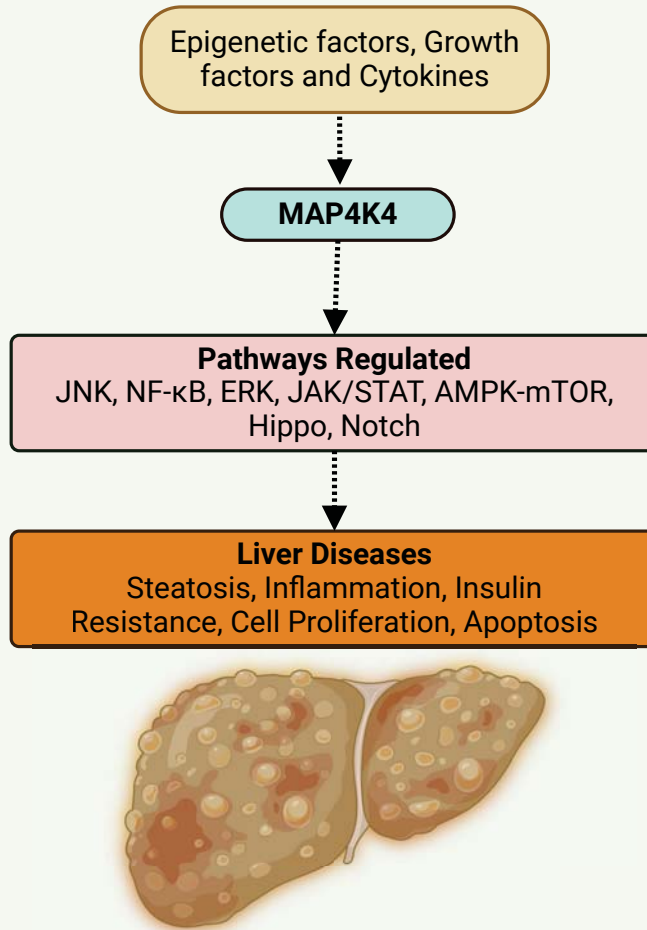 Epigenetic factors, Growth
factors and Cytokines
MAP4K4
Pathways Regulated
JNK, NF-κB, ERK, JAK/STAT, AMPK-mTOR,
Hippo, Notch
Liver Diseases
Steatosis, Inflammation, Insulin
Resistance, Cell Proliferation, Apoptosis